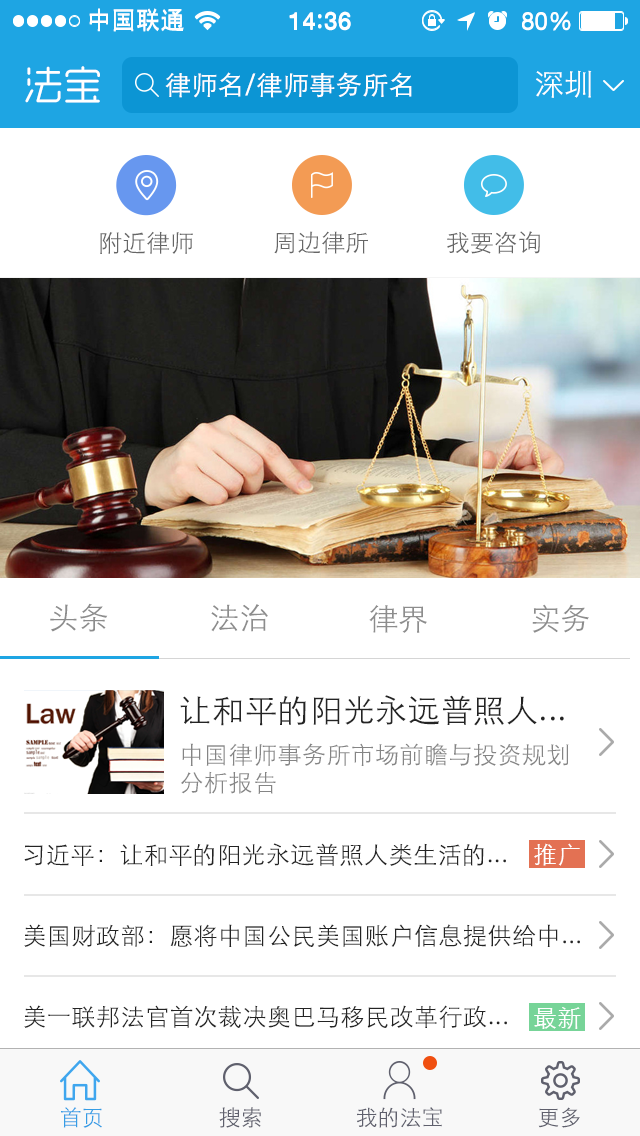 中国联通
14:36
80%
法宝
律师名/律师事务所名
深圳
附近律师
周边律所
我要咨询
头条
法治
律界
实务
Law
SAMPLE
让和平的阳光永远普照人...
中国律师事务所市场前瞻与投资规划
分析报告
习近平：让和平的阳光永远普照人类生活的...
推广
美国财政部：愿将中国公民美国账户信息提供给中...
美一联邦法官首次裁决奥巴马移民改革行政...
最新
首页
搜索
我的法宝
更多